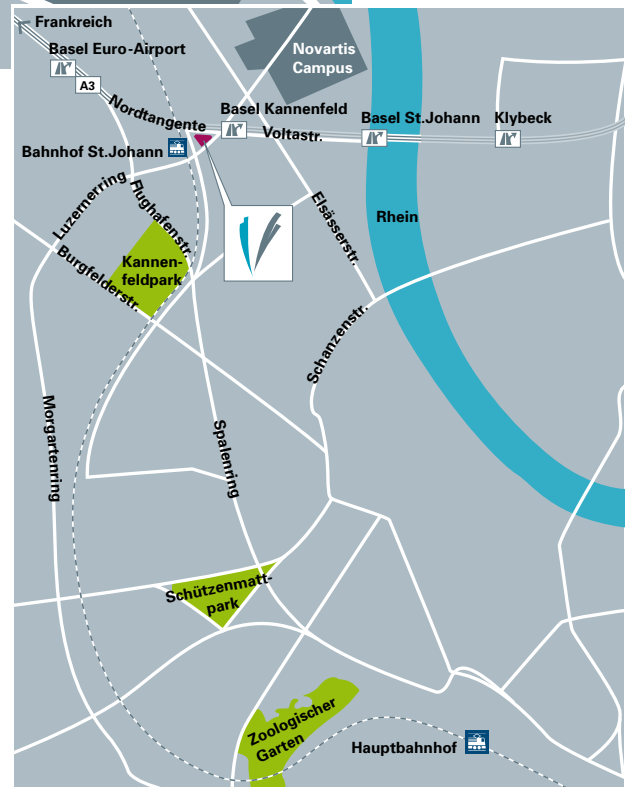 Frankreich
Basel Euro-Airport
A3
Nordtangente
Novartis
Campus
Basel Kannenfeld
Voltastr.
Basel St.Johann
Klybeck
Bahnhof St.Johann
Luzernerring
Flughafenstr.
Elsässerstr.
Rhein
Kannen-
feldpark
Burgfelderstr.
Schanzenstr.
Morgartenring
Spalenring
Schützenmatt-
park
Zoologischer
Garten
Hauptbahnhof